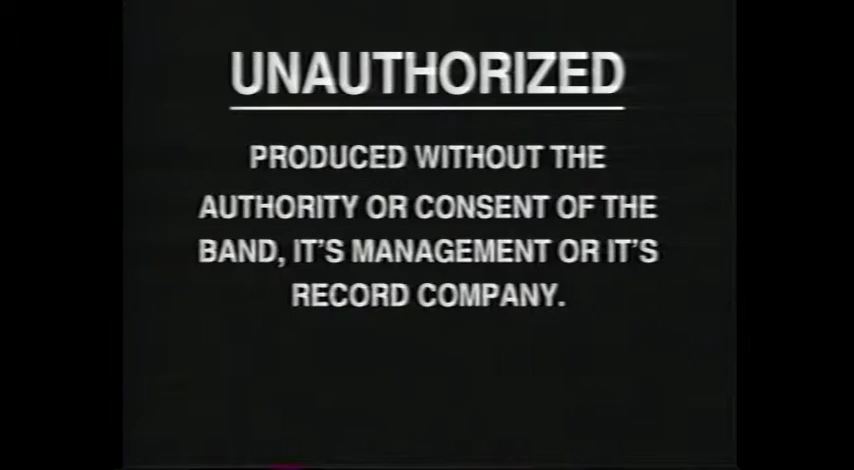 UNAUTHORIZED
PRODUCED WITHOUT THE
AUTHORITY OR CONSENT OF THE
BAND, IT'S MANAGEMENT OR IT'S
RECORD COMPANY.